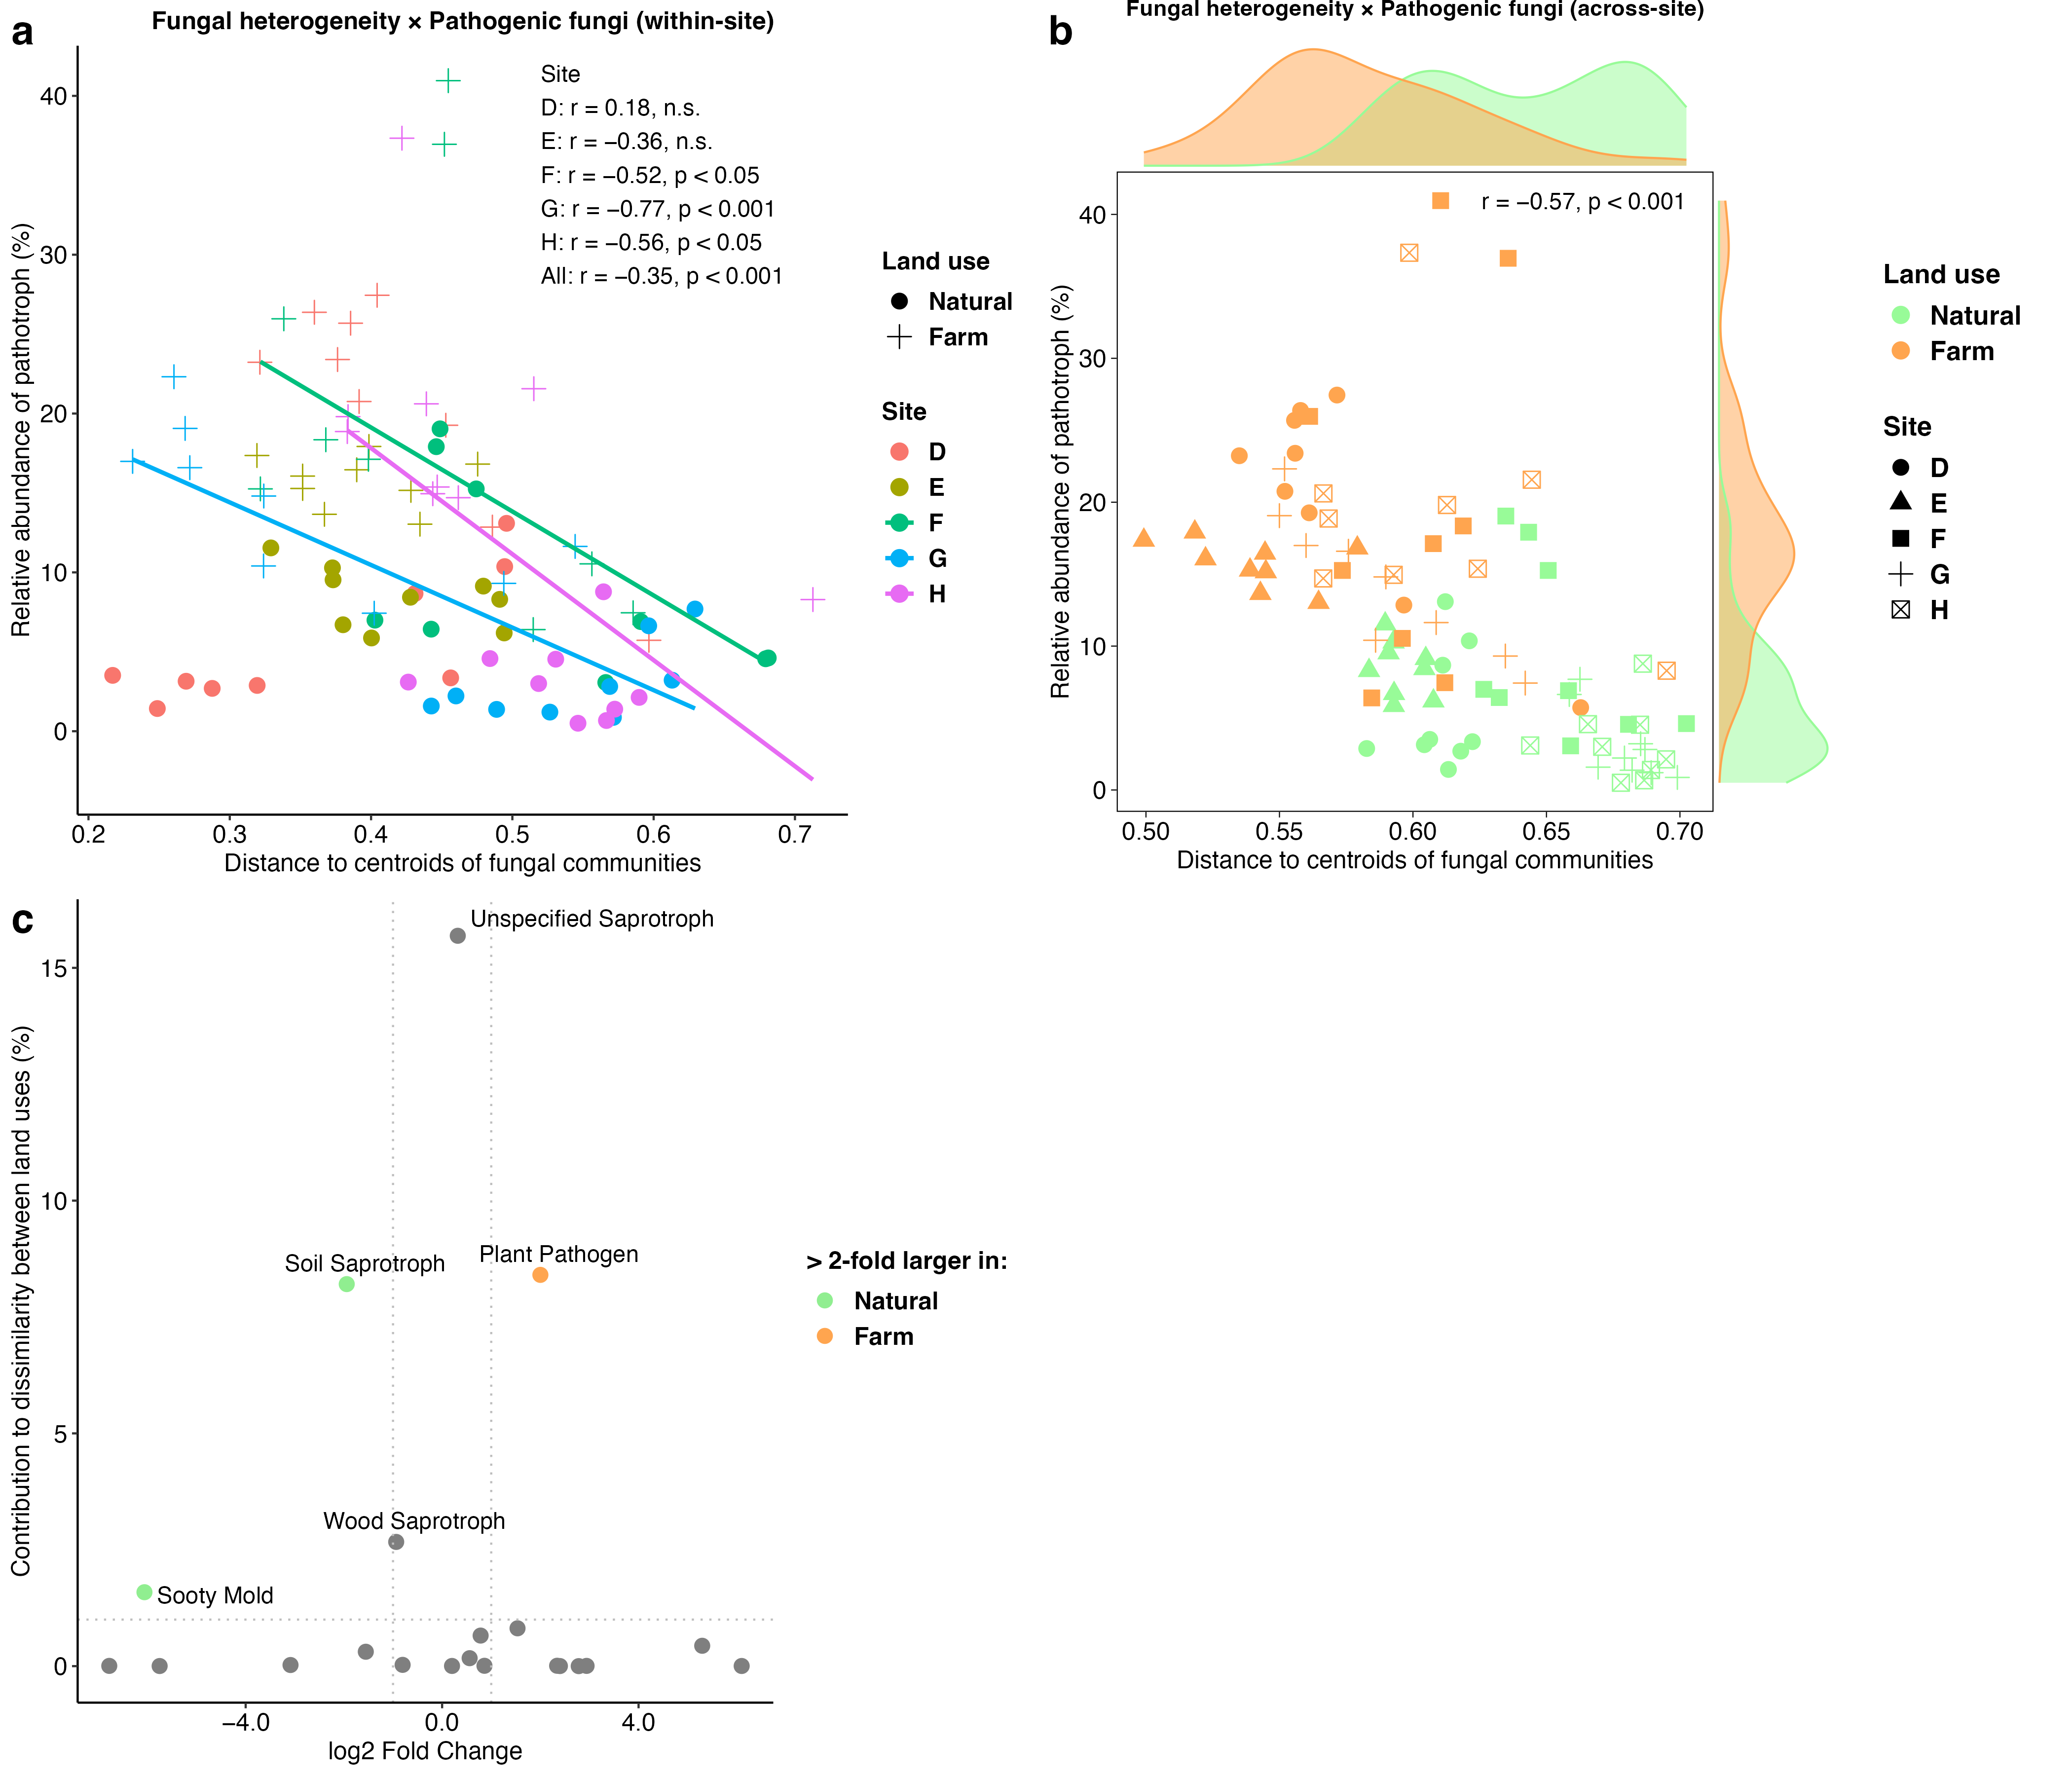 a
Fungal heterogeneity × Pathogenic fungi (within-site)
Relative abundance of pathotroph (%)
40
30
20
10
0
Site
D: r = 0.18, n.s.
E: r = −0.36, n.s.
F: r = −0.52, p < 0.05
G: r = −0.77, p < 0.001
H: r = −0.56, p < 0.05
All: r = −0.35, p < 0.001
0.2 0.3 0.4 0.5 0.6 0.7
Distance to centroids of fungal communities
Land use
Natural
Farm
Site
D
E
F
G
H
b
Fungal heterogeneity × Pathogenic fungi (across-site)
Relative abundance of pathotroph (%)
40
30
20
10
0
r = −0.57, p < 0.001
0.50 0.55 0.60 0.65 0.70
Distance to centroids of fungal communities
Land use
Natural
Farm
Site
D
E
F
G
H
c
Contribution to dissimilarity between land uses (%)
15
10
5
0
Unspecified Saprotroph
Soil Saprotroph
Plant Pathogen
Wood Saprotroph
Sooty Mold
−4.0 0.0 4.0
log2 Fold Change
> 2-fold larger in:
Natural
Farm